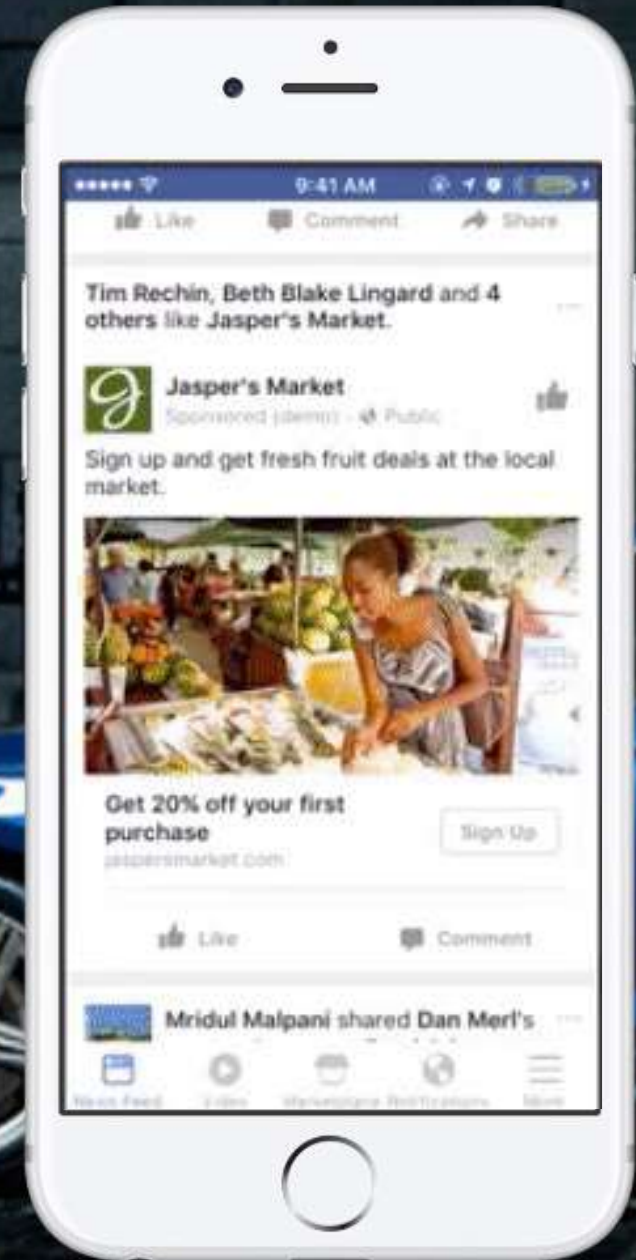 9:41 AM
Like Comment Share
Tim Rechin, Beth Blake Lingard and 4
others like Jasper's Market.
Jasper's Market
Sponsored (demo) · Public
Sign up and get fresh fruit deals at the local
market.
Get 20% off your first
purchase
Sign Up
jaspersmarket.com
Like Comment
Mridul Malpani shared Dan Merl's
News Feed Video Marketplace Notifications More